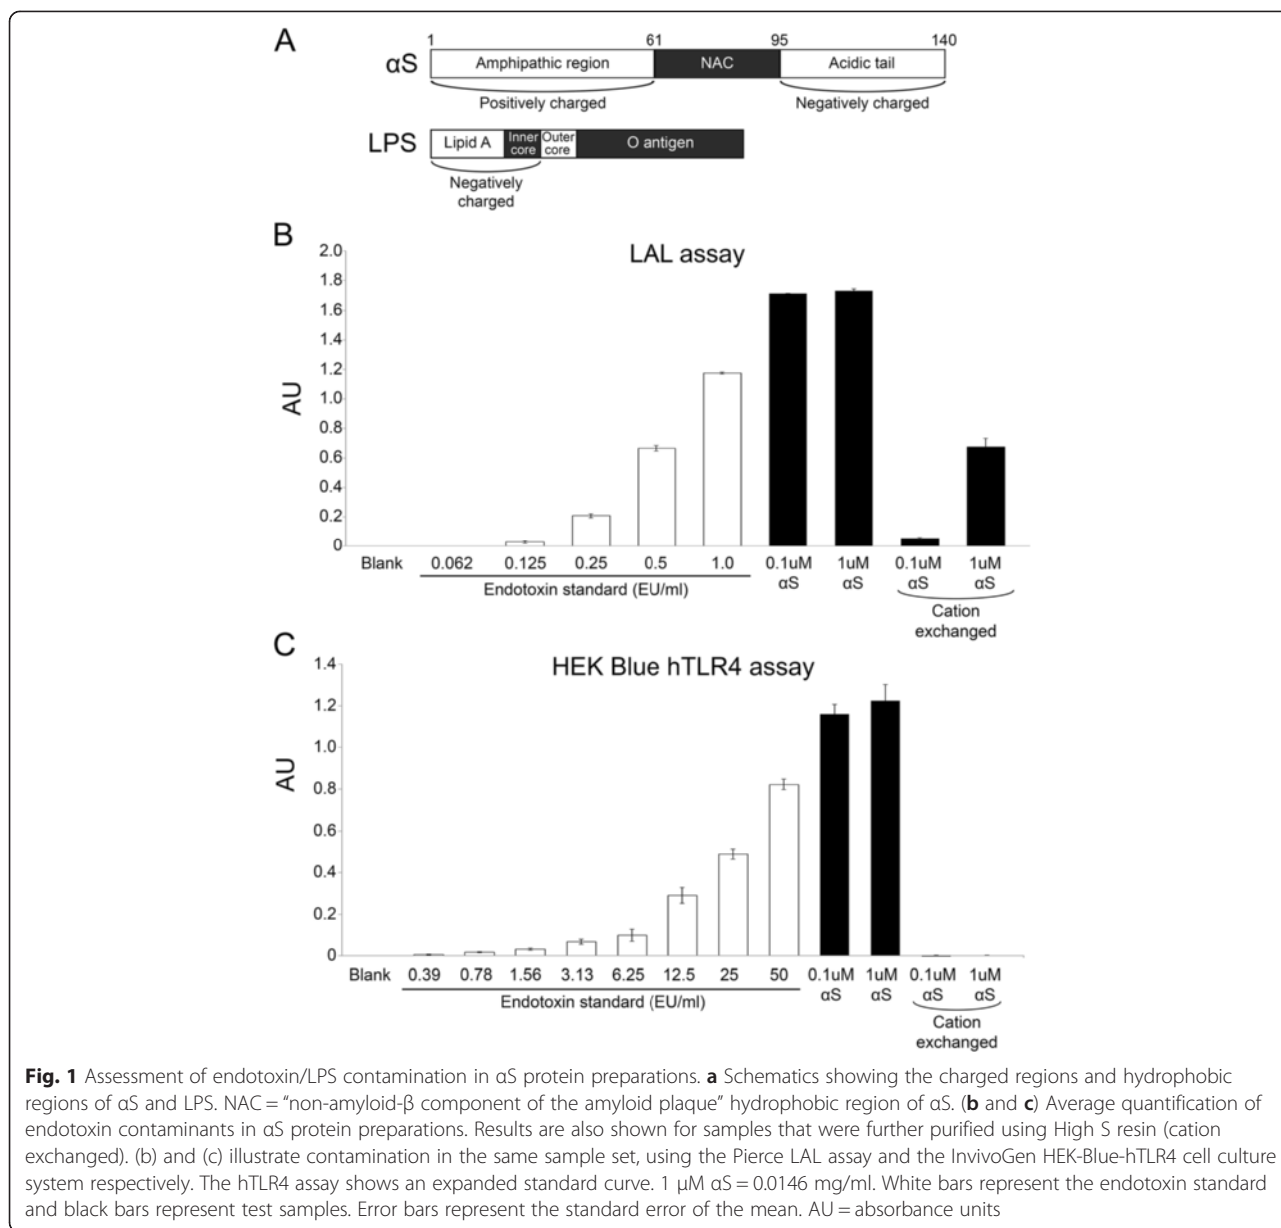 A
1 61 95 140
αS Amphipathic region NAC Acidic tail
Positively charged Negatively charged
LPS Lipid A Inner core Outer core O antigen
Negatively
charged
B
LAL assay
2.0
1.8
1.6
1.2
1.0
0.8
0.6
0.4
0.2
0
AU
Blank 0.062 0.125 0.25 0.5 1.0 0.1uM αS 1uM αS 0.1uM αS 1uM αS
Endotoxin standard (EU/ml)
Cation
exchanged
C
HEK Blue hTLR4 assay
1.4
1.2
1.0
0.8
0.6
0.4
0.2
0
AU
Blank 0.39 0.78 1.56 3.13 6.25 12.5 25 50 0.1uM αS 1uM αS 0.1uM αS 1uM αS
Endotoxin standard (EU/ml)
Cation
exchanged
Fig. 1 Assessment of endotoxin/LPS contamination in αS protein preparations. a Schematics showing the charged regions and hydrophobic
regions of αS and LPS. NAC = “non-amyloid-β component of the amyloid plaque” hydrophobic region of αS. (b and c) Average quantification of
endotoxin contaminants in αS protein preparations. Results are also shown for samples that were further purified using High S resin (cation
exchanged). (b) and (c) illustrate contamination in the same sample set, using the Pierce LAL assay and the InvivoGen HEK-Blue-hTLR4 cell culture
system respectively. The hTLR4 assay shows an expanded standard curve. 1 μM αS = 0.0146 mg/ml. White bars represent the endotoxin standard
and black bars represent test samples. Error bars represent the standard error of the mean. AU = absorbance units